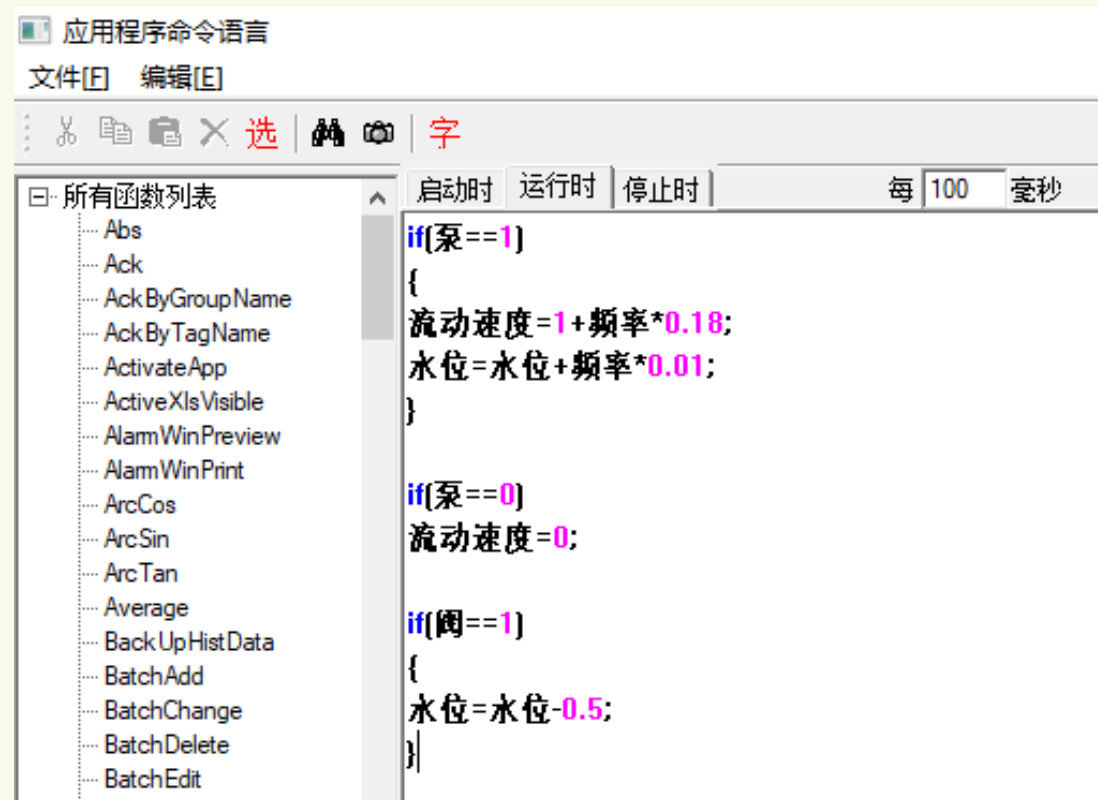 应用程序命令语言
文件[F] 编辑[E]
选 字
所有函数列表
Abs
Ack
AckByGroupName
AckByTagName
ActivateApp
ActiveXIsVisible
AlarmWinPreview
AlarmWinPrint
ArcCos
ArcSin
ArcTan
Average
BackUpHistData
BatchAdd
BatchChange
BatchDelete
BatchEdit
启动时 运行时 停止时 每 100 毫秒
if(泵==1)
{
流动速度=1+频率*0.18;
水位=水位+频率*0.01;
}
if(泵==0)
流动速度=0;
if(阀==1)
{
水位=水位-0.5;
}